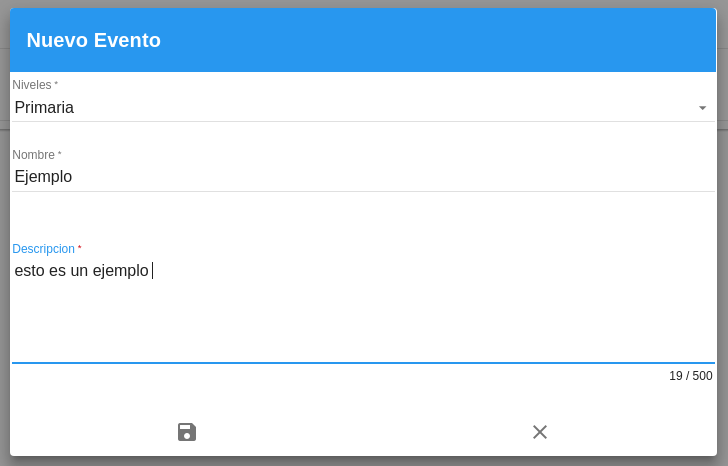 Nuevo Evento
Niveles *
Primaria
Nombre *
Ejemplo
Descripcion *
esto es un ejemplo
19 / 500